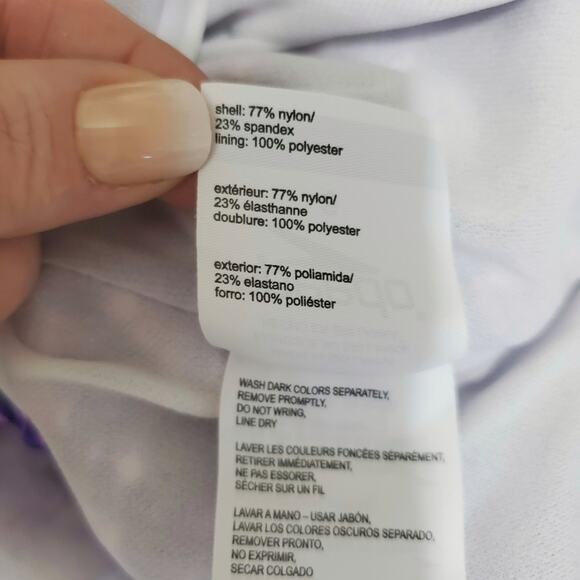 shell: 77% nylon/
23% spandex
lining: 100% polyester
extérieur: 77% nylon/
23% élasthanne
doublure: 100% polyester
exterior: 77% poliamida/
23% elastano
forro: 100% poliéster
WASH DARK COLORS SEPARATELY,
REMOVE PROMPTLY,
DO NOT WRING,
LINE DRY
LAVER LES COULEURS FONCÉES SÉPARÉMENT,
RETIRER IMMÉDIATEMENT,
NE PAS ESSORER,
SÉCHER SUR UN FIL
LAVAR A MANO – USAR JABÓN,
LAVAR LOS COLORES OSCUROS SEPARADO,
REMOVER PRONTO,
NO EXPRIMIR,
SECAR COLGADO